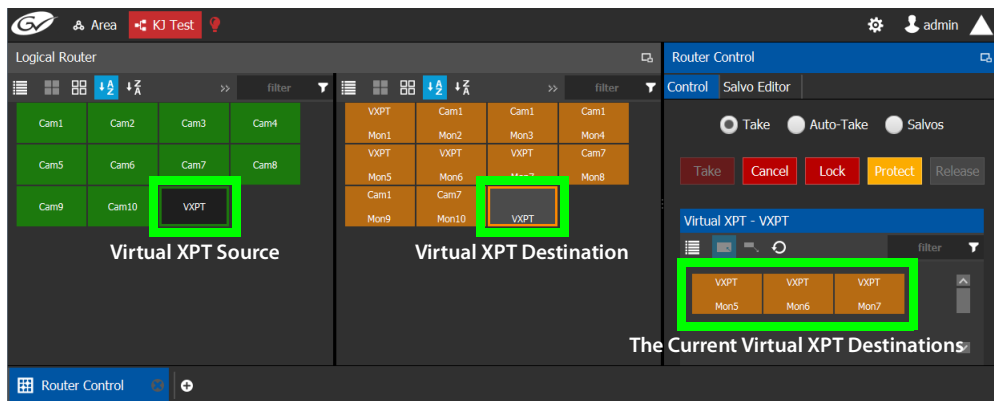 GV Area KJ Test admin
Logical Router
Router Control
filter
filter
Control Salvo Editor
Cam1 Cam2 Cam3 Cam4
Cam5 Cam6 Cam7 Cam8
Cam9 Cam10 VXPT
Virtual XPT Source
VXPT Cam1 Cam1 Cam1
Mon1 Mon2 Mon3 Mon4
VXPT VXPT VXPT Cam7
Mon5 Mon6 Mon7 Mon8
Cam1 Cam7
Mon9 Mon10 VXPT
Virtual XPT Destination
Take Auto-Take Salvos
Take Cancel Lock Protect Release
Virtual XPT - VXPT
filter
VXPT VXPT VXPT
Mon5 Mon6 Mon7
The Current Virtual XPT Destinations
Router Control